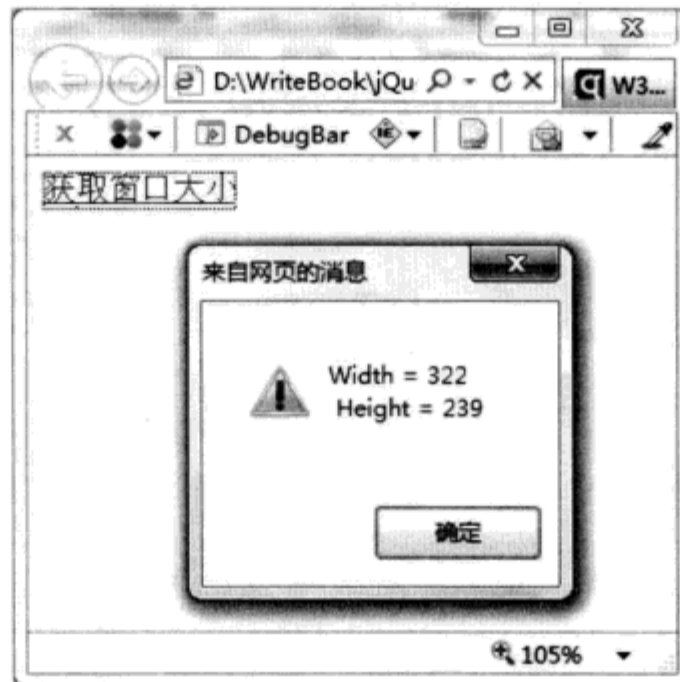 D:\WriteBook\jQu
W3...
DebugBar
获取窗口大小
来自网页的消息
Width = 322
Height = 239
确定
105%